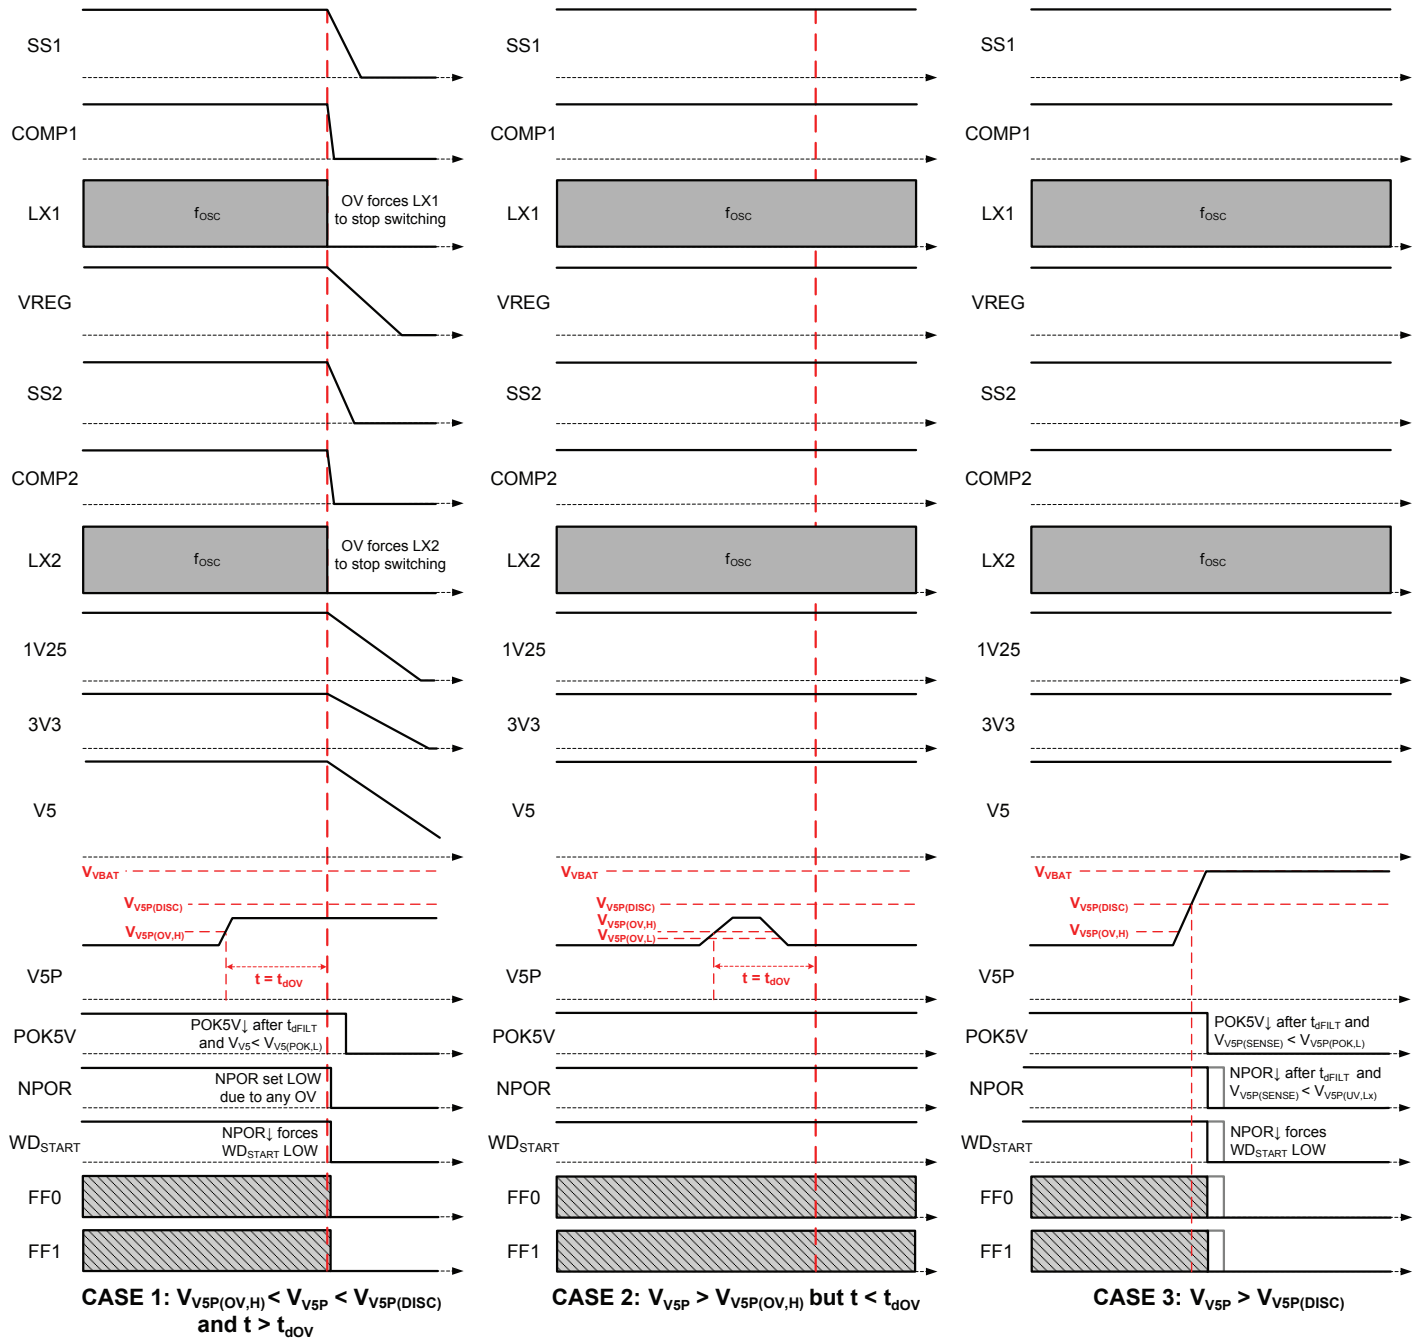 SS1
COMP1
LX1
fOSC
OV forces LX1
to stop switching
VREG
SS2
COMP2
LX2
fOSC
OV forces LX2
to stop switching
1V25
3V3
V5
VVBAT
VV5P(DISC)
VV5P(OV,H)
V5P
t = tdOV
POK5V
POK5V↓ after tdFILT
and VV5< VV5(POK,L)
NPOR
NPOR set LOW
due to any OV
WDSTART
NPOR↓ forces
WDSTART LOW
FF0
FF1
CASE 1: VV5P(OV,H) < VV5P < VV5P(DISC)
and t > tdOV
SS1
COMP1
LX1
fOSC
VREG
SS2
COMP2
LX2
fOSC
1V25
3V3
V5
VVBAT
VV5P(DISC)
VV5P(OV,H)
VV5P(OV,L)
V5P
t = tdOV
POK5V
NPOR
WDSTART
FF0
FF1
CASE 2: VV5P > VV5P(OV,H) but t < tdOV
SS1
COMP1
LX1
fOSC
VREG
SS2
COMP2
LX2
fOSC
1V25
3V3
V5
VVBAT
VV5P(DISC)
VV5P(OV,H)
V5P
POK5V
POK5V↓ after tdFILT and
VV5P(SENSE) < VV5P(POK,L)
NPOR
NPOR↓ after tdFILT and
VV5P(SENSE) < VV5P(UV,Lx)
WDSTART
NPOR↓ forces
WDSTART LOW
FF0
FF1
CASE 3: VV5P > VV5P(DISC)